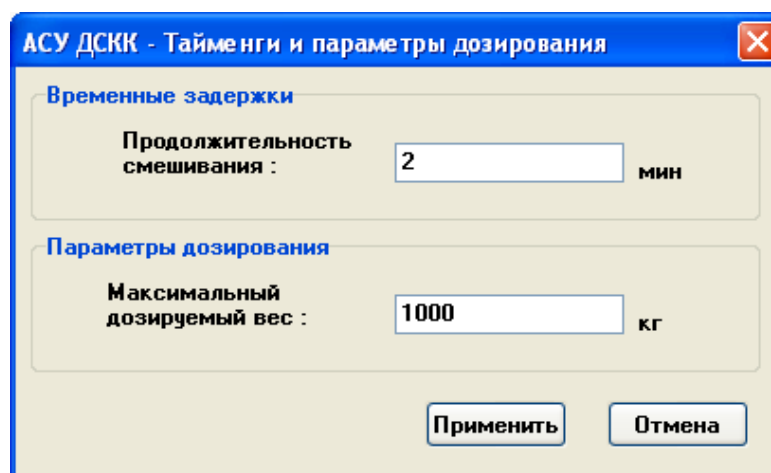 АСУ ДСКК - Тайменги и параметры дозирования
Временные задержки
Продолжительность
смешивания :
2
мин
Параметры дозирования
Максимальный
дозируемый вес :
1000
кг
Применить
Отмена